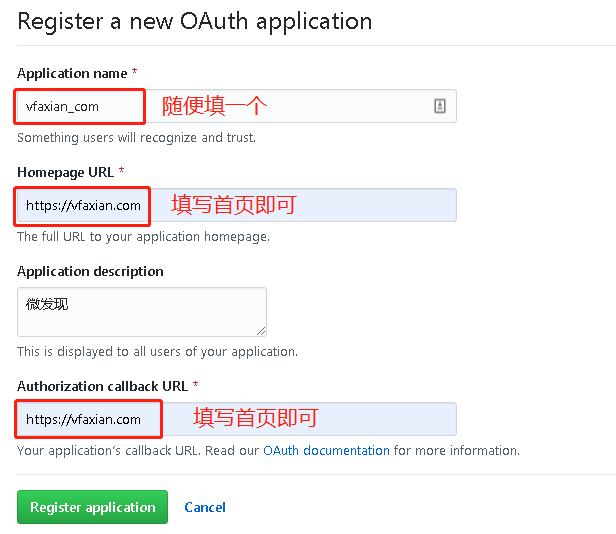 Register a new OAuth application
Application name *
vfaxian_com 随便填一个
Something users will recognize and trust.
Homepage URL *
https://vfaxian.com 填写首页即可
The full URL to your application homepage.
Application description
微发现
This is displayed to all users of your application.
Authorization callback URL *
https://vfaxian.com 填写首页即可
Your application's callback URL. Read our OAuth documentation for more information.
Register application Cancel